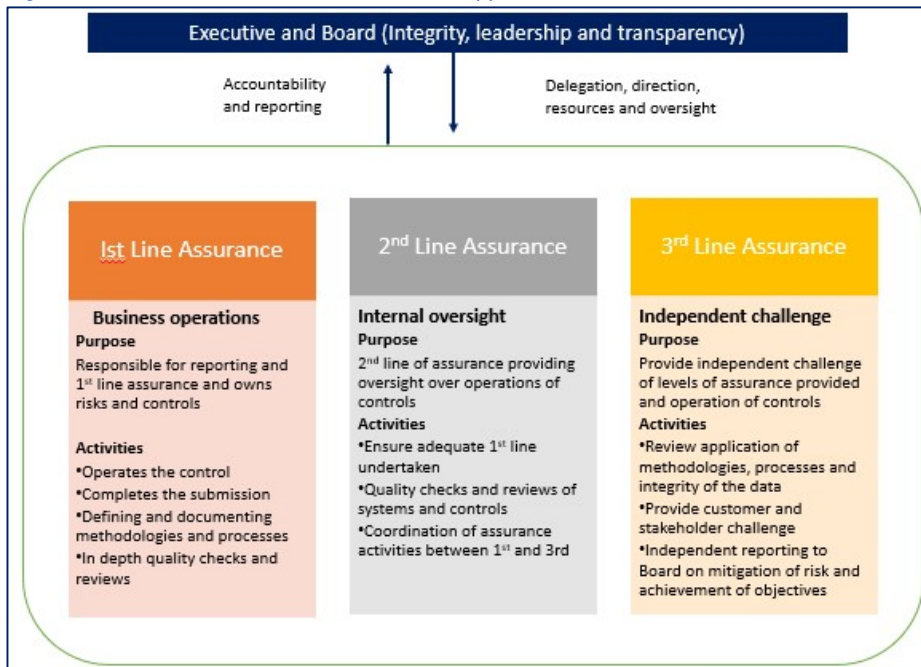 Executive and Board (Integrity, leadership and transparency)
Accountability
and reporting
Delegation, direction,
resources and oversight
Ist Line Assurance
Business operations
Purpose
Responsible for reporting and
1st line assurance and owns
risks and controls
Activities
•Operates the control
•Completes the submission
•Defining and documenting
methodologies and processes
•In depth quality checks and
reviews
2nd Line Assurance
Internal oversight
Purpose
2nd line of assurance providing
oversight over operations of
controls
Activities
•Ensure adequate 1st line
undertaken
•Quality checks and reviews of
systems and controls
•Coordination of assurance
activities between 1st and 3rd
3rd Line Assurance
Independent challenge
Purpose
Provide independent challenge
of levels of assurance provided
and operation of controls
Activities
•Review application of
methodologies, processes and
integrity of the data
•Provide customer and
stakeholder challenge
•Independent reporting to
Board on mitigation of risk and
achievement of objectives